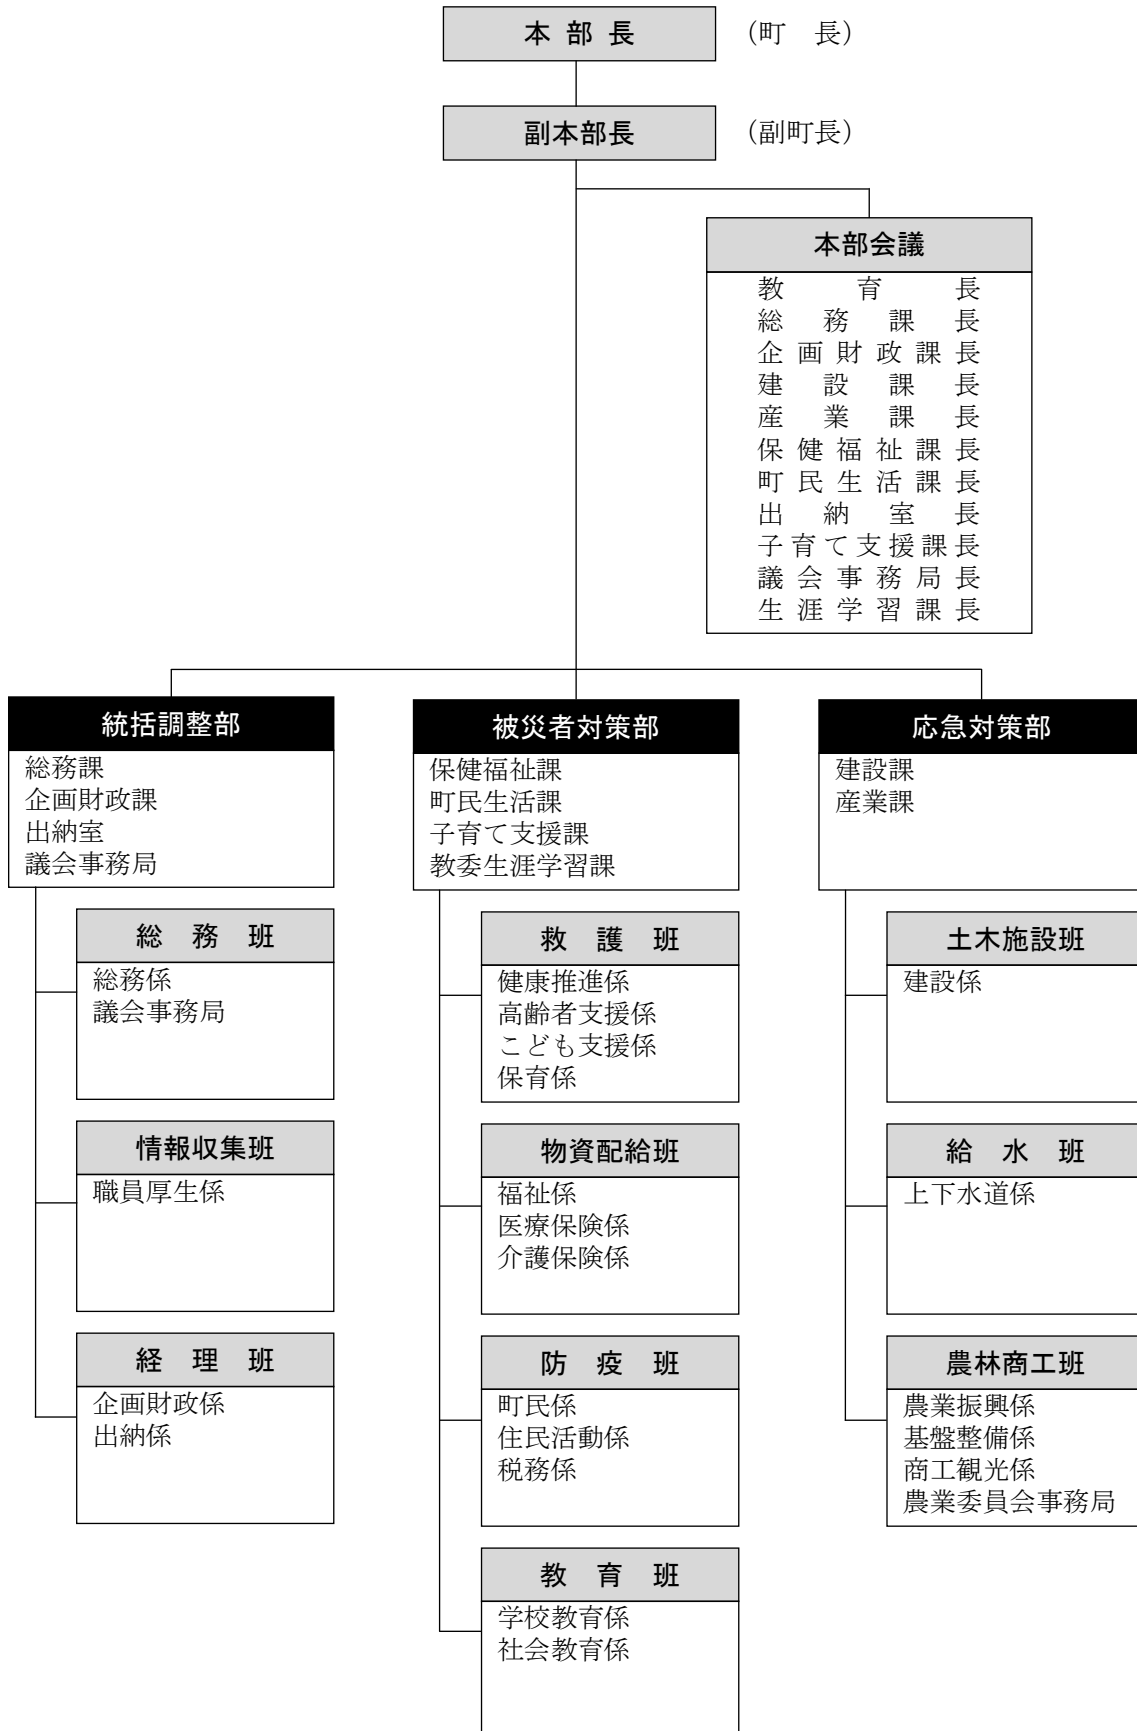 本部長
（町　長）
副本部長
（副町長）
本部会議
教育長
総務課長
企画財政課長
建設課長
産業課長
保健福祉課長
町民生活課長
出納室長
子育て支援課長
議会事務局長
生涯学習課長
統括調整部
総務課
企画財政課
出納室
議会事務局
総務班
総務係
議会事務局
情報収集班
職員厚生係
経理班
企画財政係
出納係
被災者対策部
保健福祉課
町民生活課
子育て支援課
教委生涯学習課
救護班
健康推進係
高齢者支援係
こども支援係
保育係
物資配給班
福祉係
医療保険係
介護保険係
防疫班
町民係
住民活動係
税務係
教育班
学校教育係
社会教育係
応急対策部
建設課
産業課
土木施設班
建設係
給水班
上下水道係
農林商工班
農業振興係
基盤整備係
商工観光係
農業委員会事務局